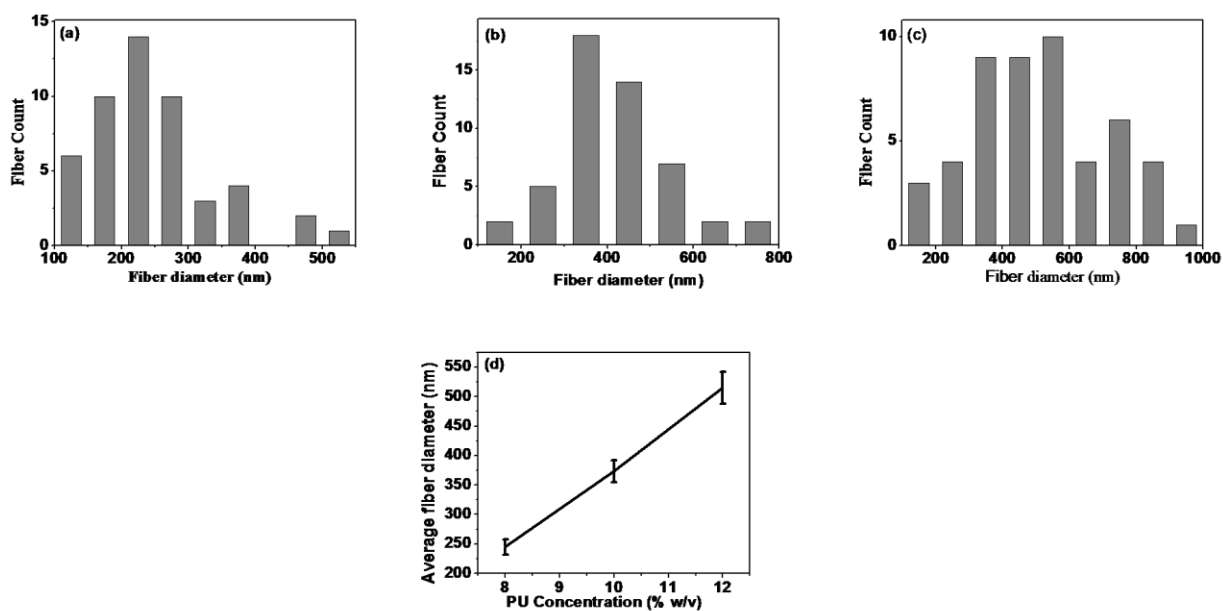 (a)
Fiber Count
15
10
5
0
100 200 300 400 500
Fiber diameter (nm)
(b)
Fiber Count
15
10
5
0
200 400 600 800
Fiber diameter (nm)
(c)
Fiber Count
10
5
0
200 400 600 800 1000
Fiber diameter (nm)
(d)
Average fiber diameter (nm)
550
500
450
400
350
300
250
200
8 9 10 11 12
PU Concentration (% w/v)